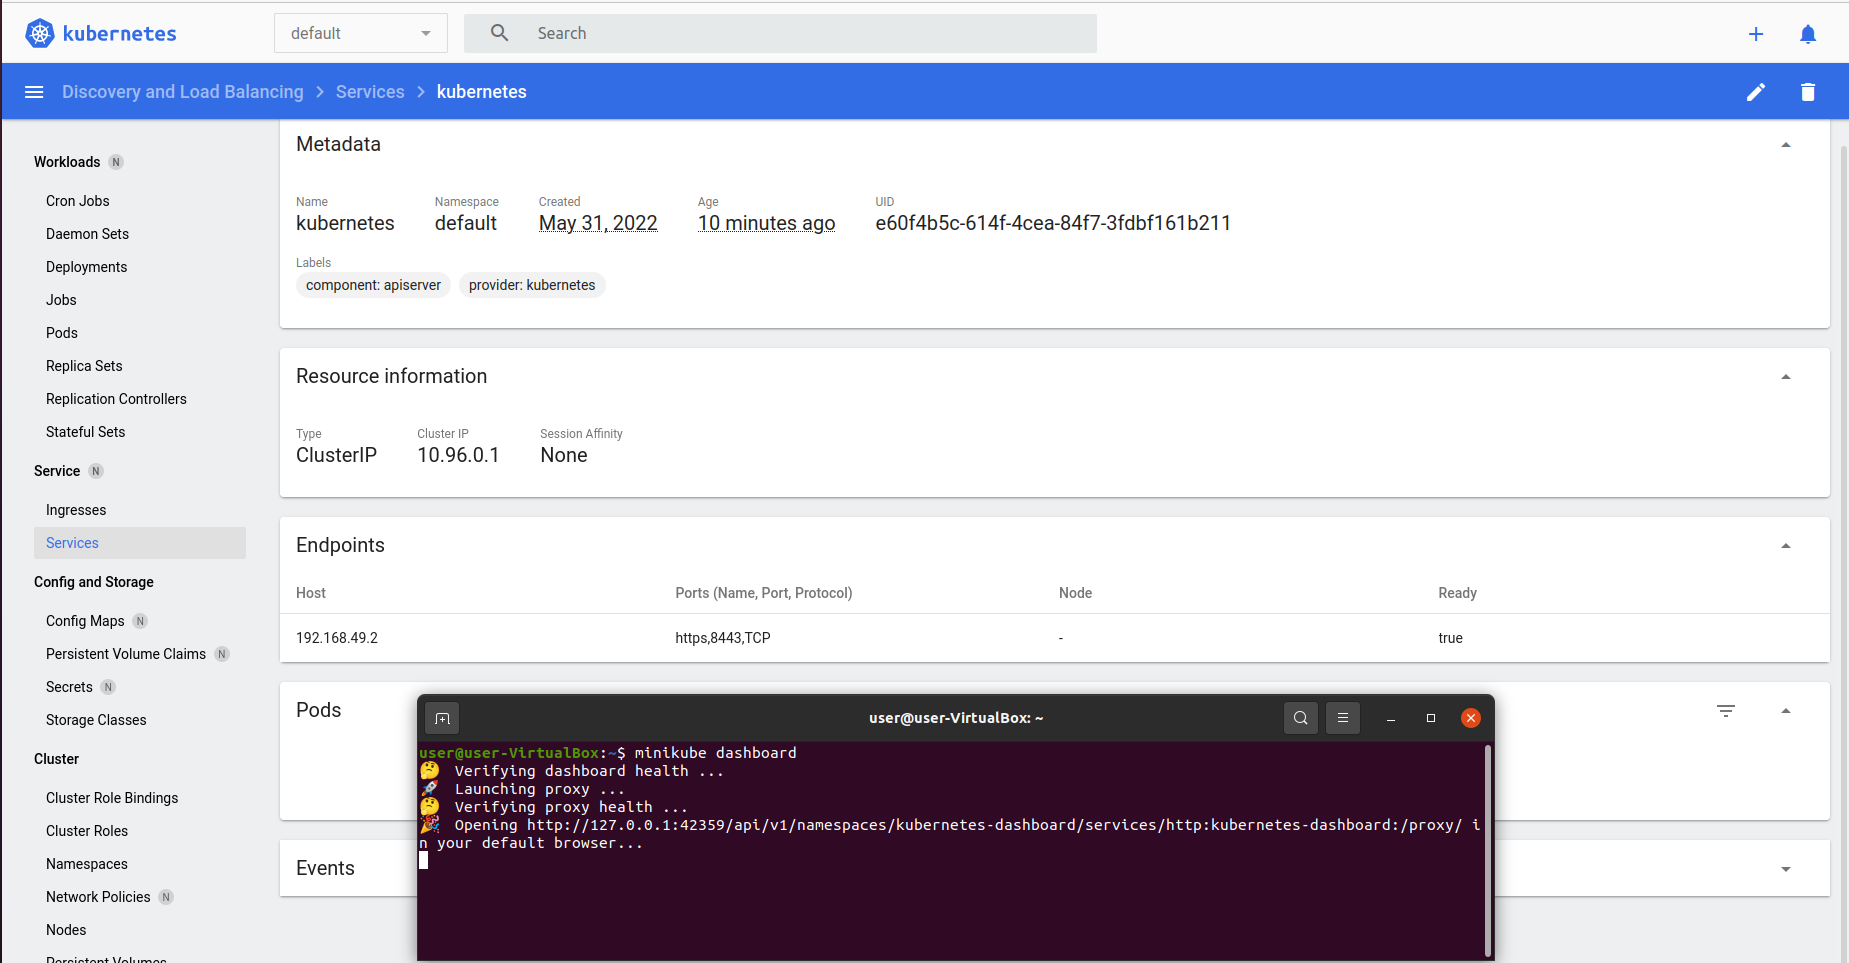 kubernetes
default
Search
Discovery and Load Balancing
Services
kubernetes
Workloads N
Cron Jobs
Daemon Sets
Deployments
Jobs
Pods
Replica Sets
Replication Controllers
Stateful Sets
Service N
Ingresses
Services
Config and Storage
Config Maps N
Persistent Volume Claims N
Secrets N
Storage Classes
Cluster
Cluster Role Bindings
Cluster Roles
Namespaces
Network Policies N
Nodes
Persistent Volumes
Metadata
Name
kubernetes
Namespace
default
Created
May 31, 2022
Age
10 minutes ago
UID
e60f4b5c-614f-4cea-84f7-3fdbf161b211
Labels
component: apiserver
provider: kubernetes
Resource information
Type
ClusterIP
Cluster IP
10.96.0.1
Session Affinity
None
Endpoints
Host Ports (Name, Port, Protocol) Node Ready
192.168.49.2 https,8443,TCP - true
Pods
Events
user@user-VirtualBox: ~
user@user-VirtualBox:~$ minikube dashboard
Verifying dashboard health ...
Launching proxy ...
Verifying proxy health ...
Opening http://127.0.0.1:42359/api/v1/namespaces/kubernetes-dashboard/services/http:kubernetes-dashboard:/proxy/ i
n your default browser...